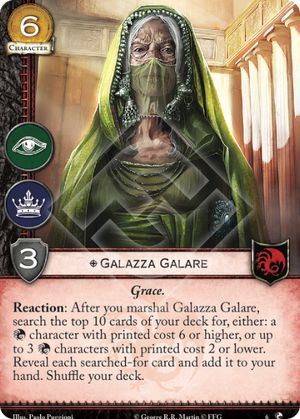 6
CHARACTER
3
GALAZZA GALARE
Grace.
Reaction: After you marshal Galazza Galare,
search the top 10 cards of your deck for, either: a
character with printed cost 6 or higher, or up
to 3 characters with printed cost 2 or lower.
Reveal each searched-for card and add it to your
hand. Shuffle your deck.
Illus. Paolo Puggioni
© George R.R. Martin © FFG